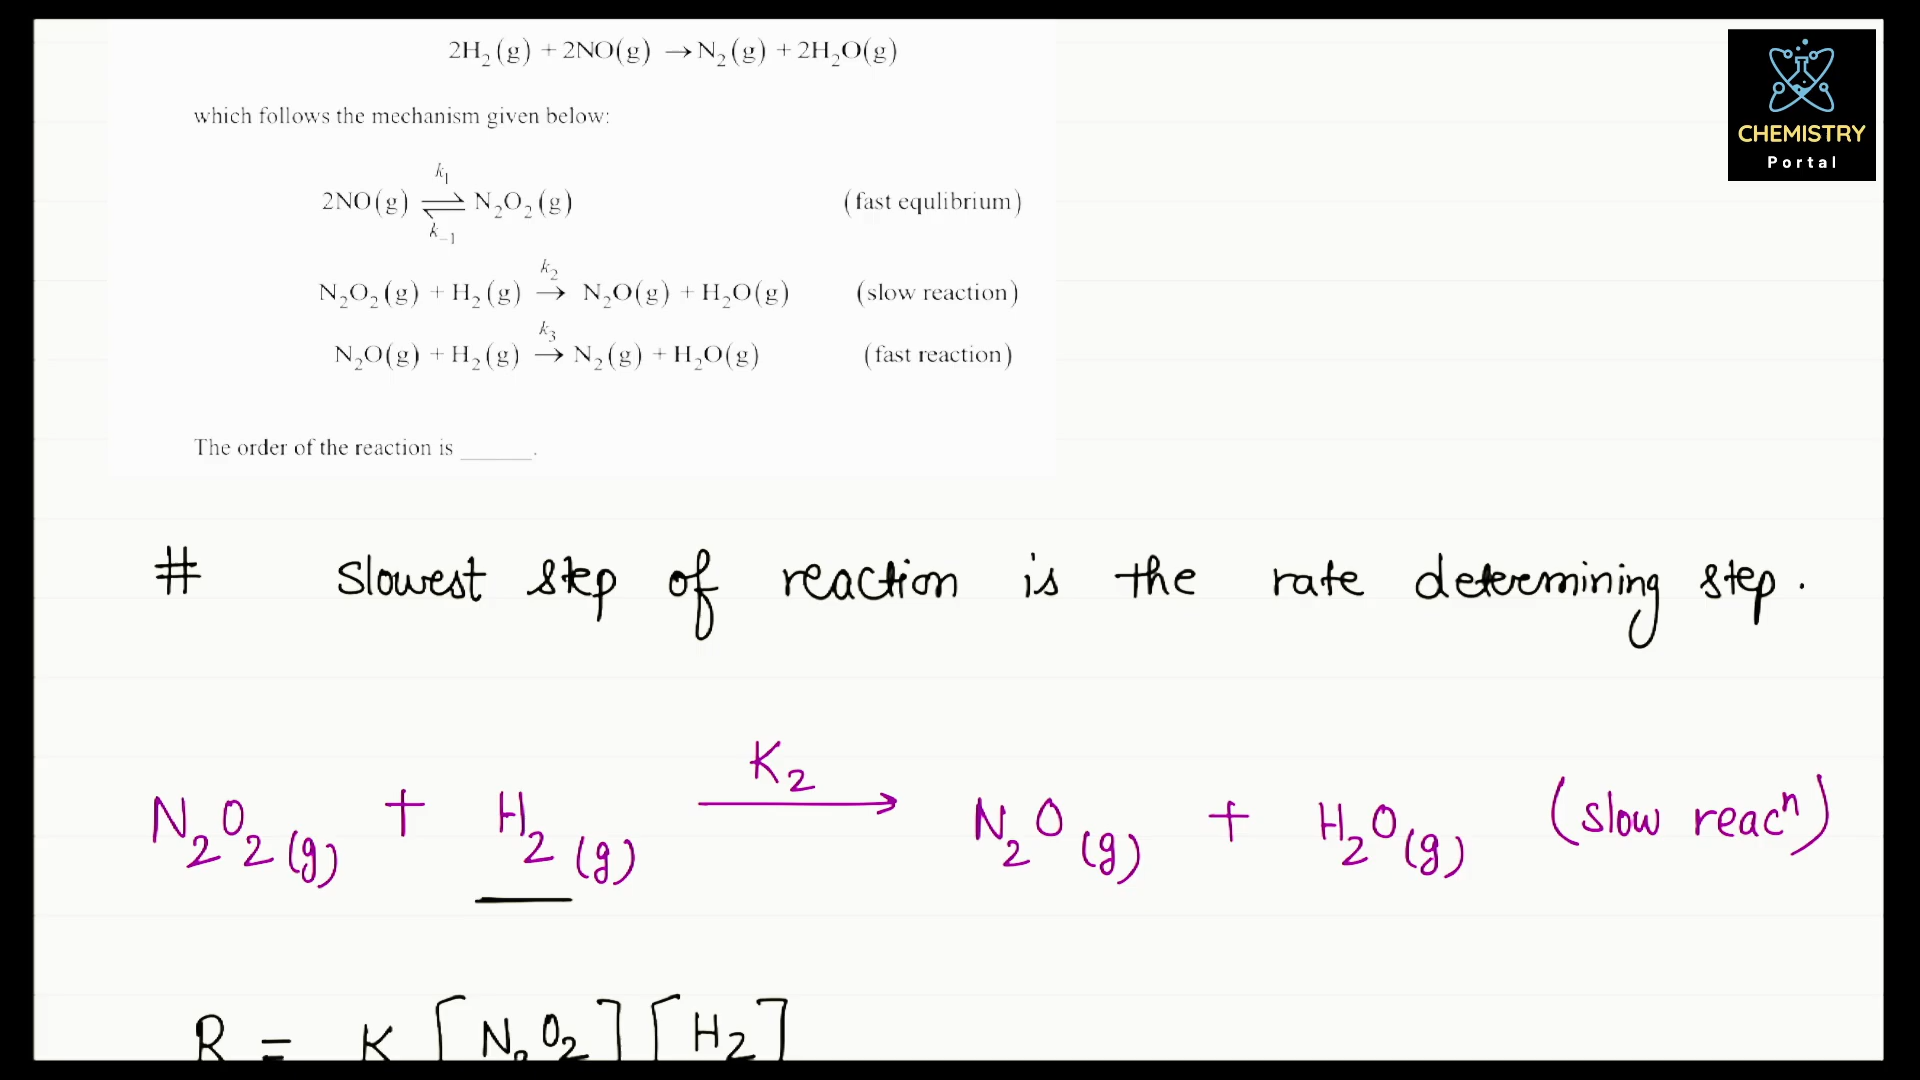 2H₂(g) + 2NO(g) → N₂(g) + 2H₂O(g)
CHEMISTRY
Portal
which follows the mechanism given below:
k₁
2NO(g) ⇌ N₂O₂(g) (fast equlibrium)
k₋₁
k₂
N₂O₂(g) + H₂(g) → N₂O(g) + H₂O(g) (slow reaction)
k₃
N₂O(g) + H₂(g) → N₂(g) + H₂O(g) (fast reaction)
The order of the reaction is ______.
# Slowest step of reaction is the rate determining step.
K₂
N₂O₂(g) + H₂(g) → N₂O(g) + H₂O(g) (slow reacⁿ)
R = K [N₂O₂] [H₂]